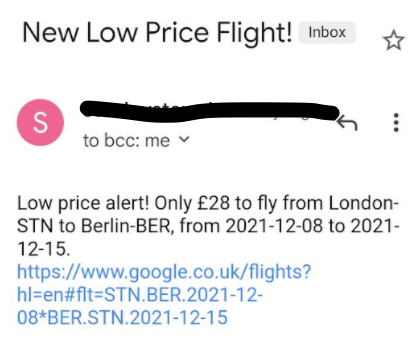 New Low Price Flight! Inbox
S
to bcc: me
Low price alert! Only £28 to fly from London-
STN to Berlin-BER, from 2021-12-08 to 2021-
12-15.
https://www.google.co.uk/flights?
hl=en#flt=STN.BER.2021-12-
08*BER.STN.2021-12-15